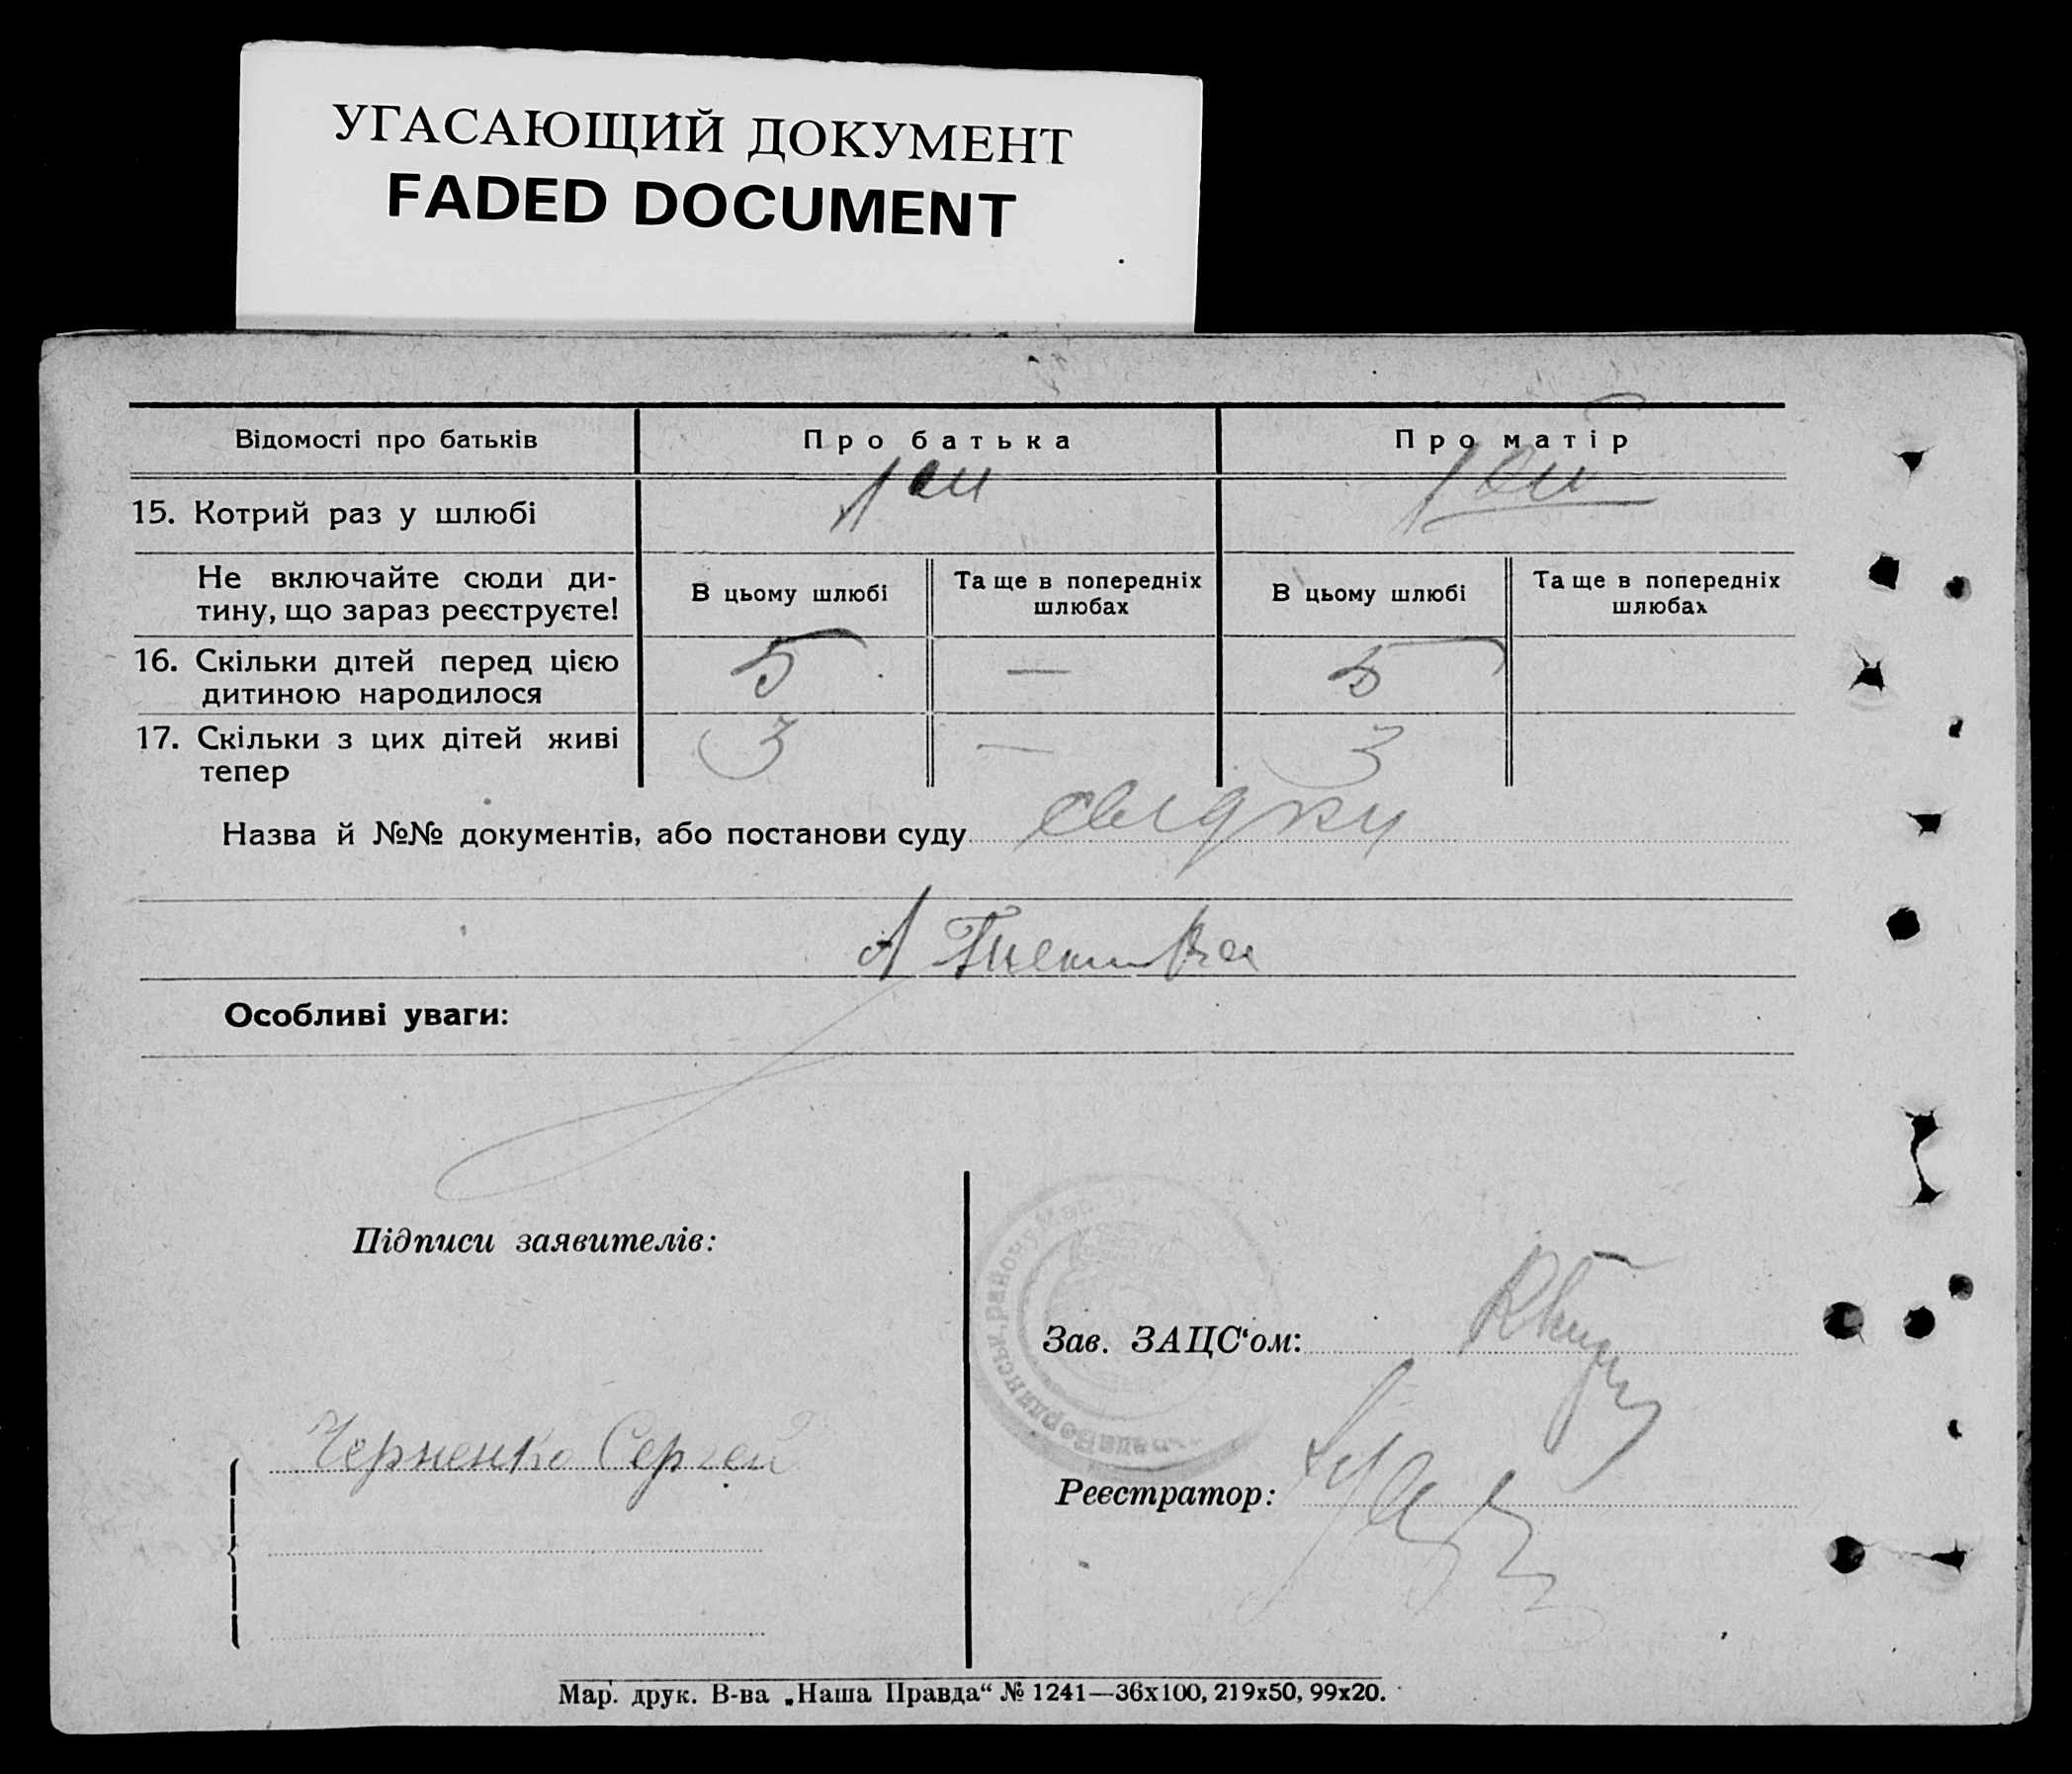 УГАСАЮЩИЙ ДОКУМЕНТ
FADED DOCUMENT
Відомості про батьків Про батька Про матір
15. Котрий раз у шлюбі 1ий 1ий
Не включайте сюди ди-
тину, що зараз реєструєте!
В цьому шлюбі Та ще в попередніх шлюбах В цьому шлюбі Та ще в попередніх шлюбах
16. Скільки дітей перед цією
дитиною народилося 5 — 5
17. Скільки з цих дітей живі
тепер 3 — 3
Назва й №№ документів, або постанови суду
Особливі уваги:
Підписи заявителів:
Черненко Сергей
Зав. ЗАЦС‘ом:
Реєстратор:
Мар. друк. В-ва „Наша Правда“ № 1241—36х100, 219х50, 99х20.